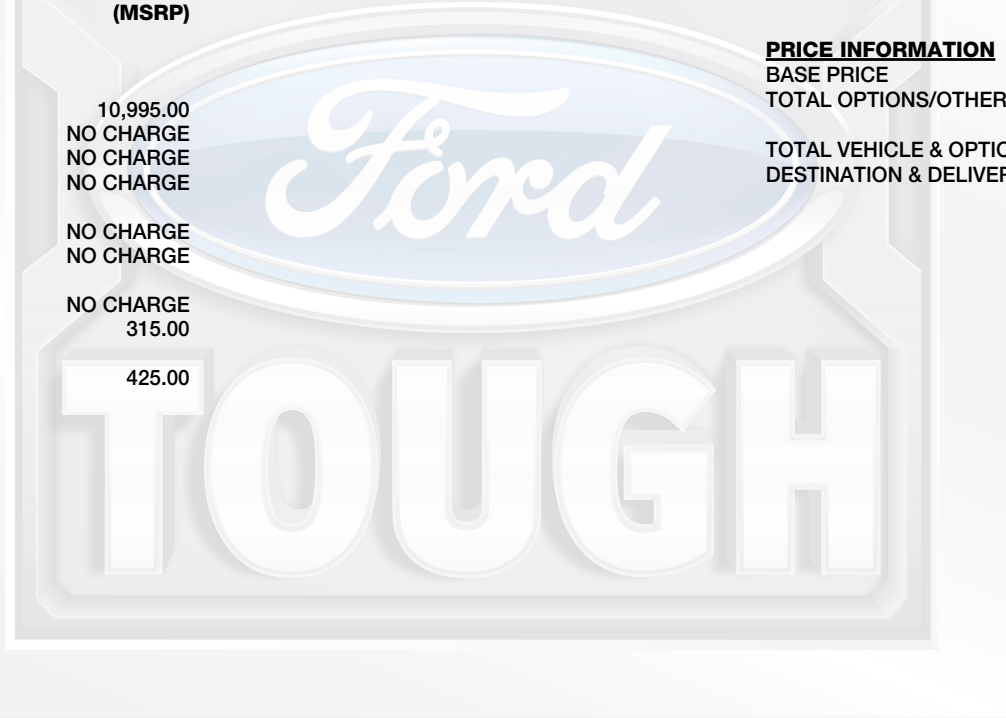 (MSRP)
10,995.00
NO CHARGE
NO CHARGE
NO CHARGE
NO CHARGE
NO CHARGE
NO CHARGE
315.00
425.00
PRICE INFORMATION
BASE PRICE
TOTAL OPTIONS/OTHER
TOTAL VEHICLE & OPTIO
DESTINATION & DELIVER
Ford
TOUGH